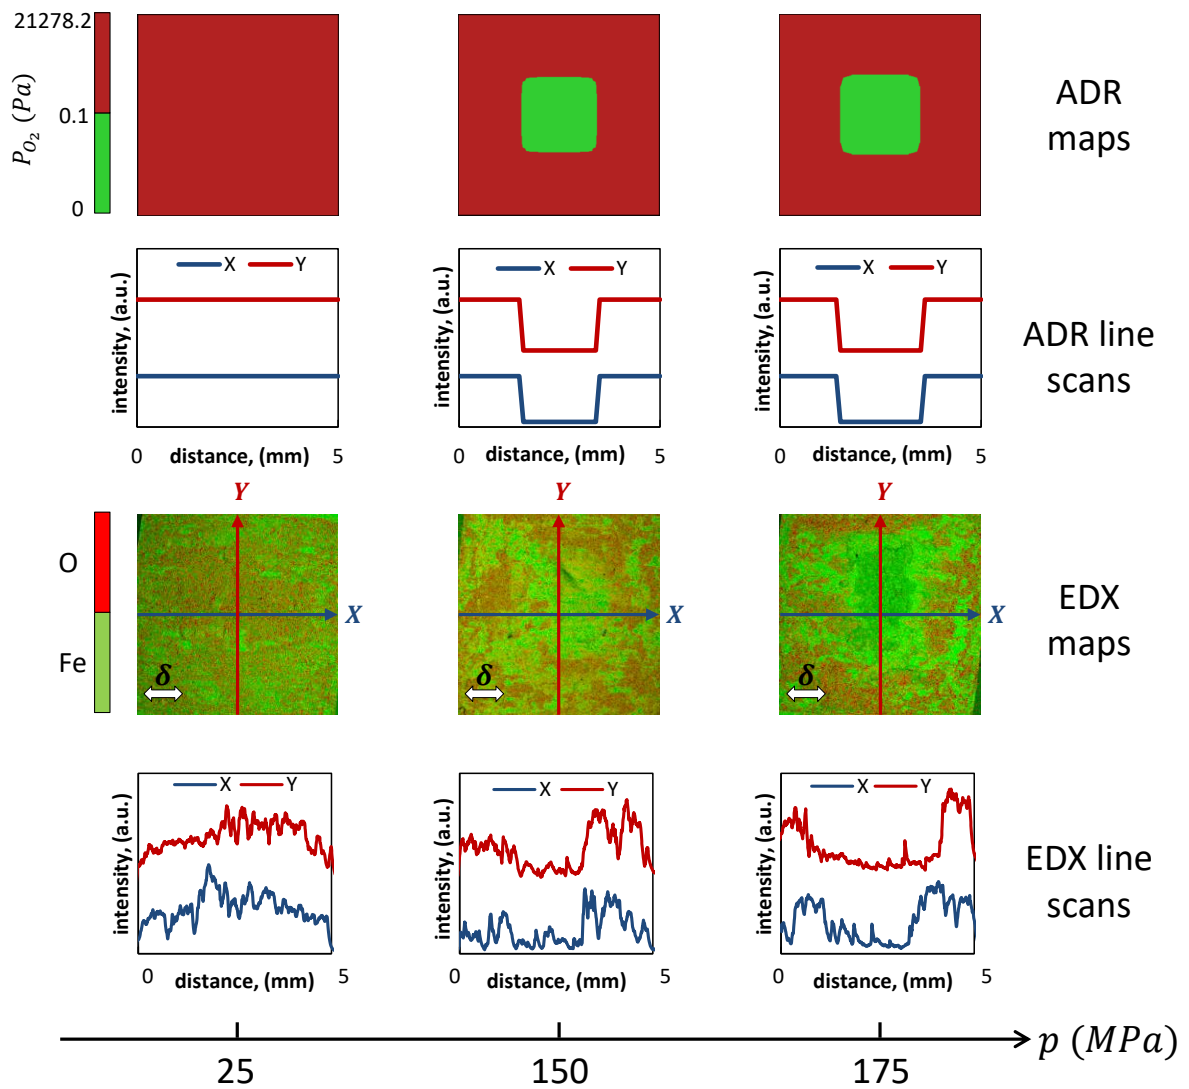 21278.2
P_{O_2} (Pa)
0.1
0
ADR
maps
X Y
X Y
X Y
intensity, (a.u.)
intensity, (a.u.)
intensity, (a.u.)
ADR line
scans
0 distance, (mm) 5
0 distance, (mm) 5
0 distance, (mm) 5
Y
Y
Y
O
Fe
X
X
X
δ
δ
δ
EDX
maps
X Y
X Y
X Y
intensity, (a.u.)
intensity, (a.u.)
intensity, (a.u.)
EDX line
scans
0 distance, (mm) 5
0 distance, (mm) 5
0 distance, (mm) 5
p (MPa)
25 150 175